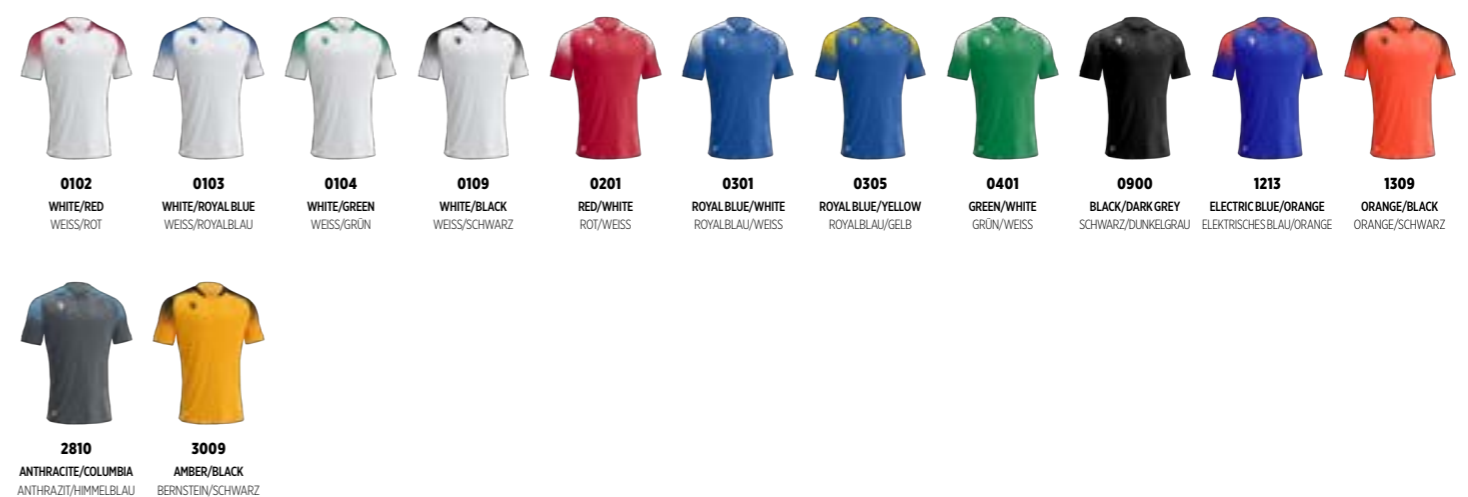 0102
WHITE/RED
WEISS/ROT
0103
WHITE/ROYAL BLUE
WEISS/ROYALBLAU
0104
WHITE/GREEN
WEISS/GRÜN
0109
WHITE/BLACK
WEISS/SCHWARZ
0201
RED/WHITE
ROT/WEISS
0301
ROYAL BLUE/WHITE
ROYALBLAU/WEISS
0305
ROYAL BLUE/YELLOW
ROYALBLAU/GELB
0401
GREEN/WHITE
GRÜN/WEISS
0900
BLACK/DARK GREY
SCHWARZ/DUNKELGRAU
1213
ELECTRIC BLUE/ORANGE
ELEKTRISCHES BLAU/ORANGE
1309
ORANGE/BLACK
ORANGE/SCHWARZ
2810
ANTHRACITE/COLUMBIA
ANTHRAZIT/HIMMELBLAU
3009
AMBER/BLACK
BERNSTEIN/SCHWARZ